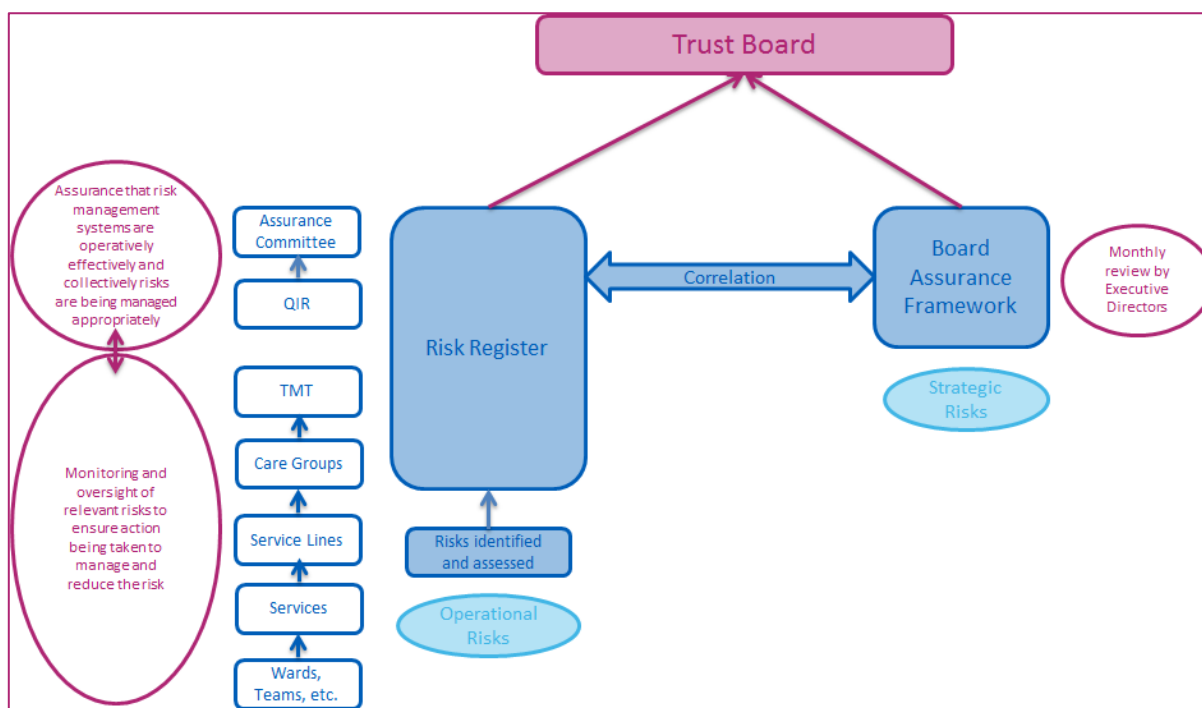 Trust Board
Assurance that risk
management
systems are
operatively
effectively and
collectively risks
are being managed
appropriately
Monitoring and
oversight of
relevant risks to
ensure action
being taken to
manage and
reduce the risk
Assurance
Committee
QIR
TMT
Care Groups
Service Lines
Services
Wards,
Teams, etc.
Risk Register
Risks identified
and assessed
Operational
Risks
Correlation
Board
Assurance
Framework
Strategic
Risks
Monthly
review by
Executive
Directors